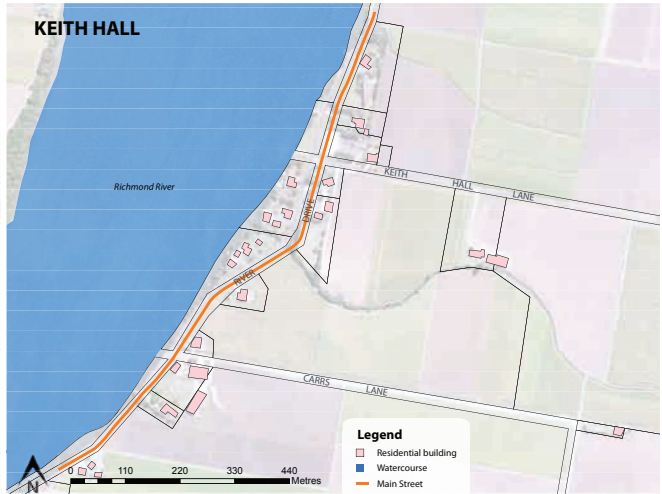 KEITH HALL
Richmond River
KEITH HALL LANE
RIVER DRIVE
CARRS LANE
N
0 110 220 330 440
Metres
Legend
Residential building
Watercourse
Main Street